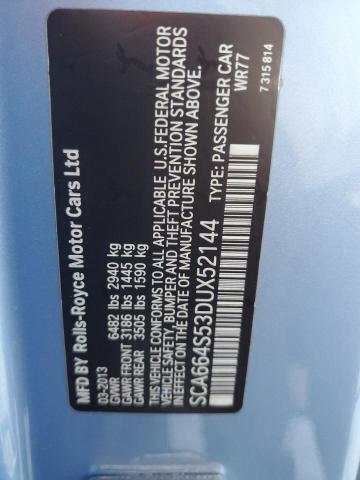 MFD BY Rolls-Royce Motor Cars Ltd
03-2013
GVWR 6482 lbs 2940 kg
GAWR FRONT 3186 lbs 1445 kg
GAWR REAR 3505 lbs 1590 kg
THIS VEHICLE CONFORMS TO ALL APPLICABLE U.S.FEDERAL MOTOR
VEHICLE SAFETY, BUMPER AND THEFT PREVENTION STANDARDS
IN EFFECT ON THE DATE OF MANUFACTURE SHOWN ABOVE.
SCA664S53DUX52144 TYPE: PASSENGER CAR
WR77
7 315 814